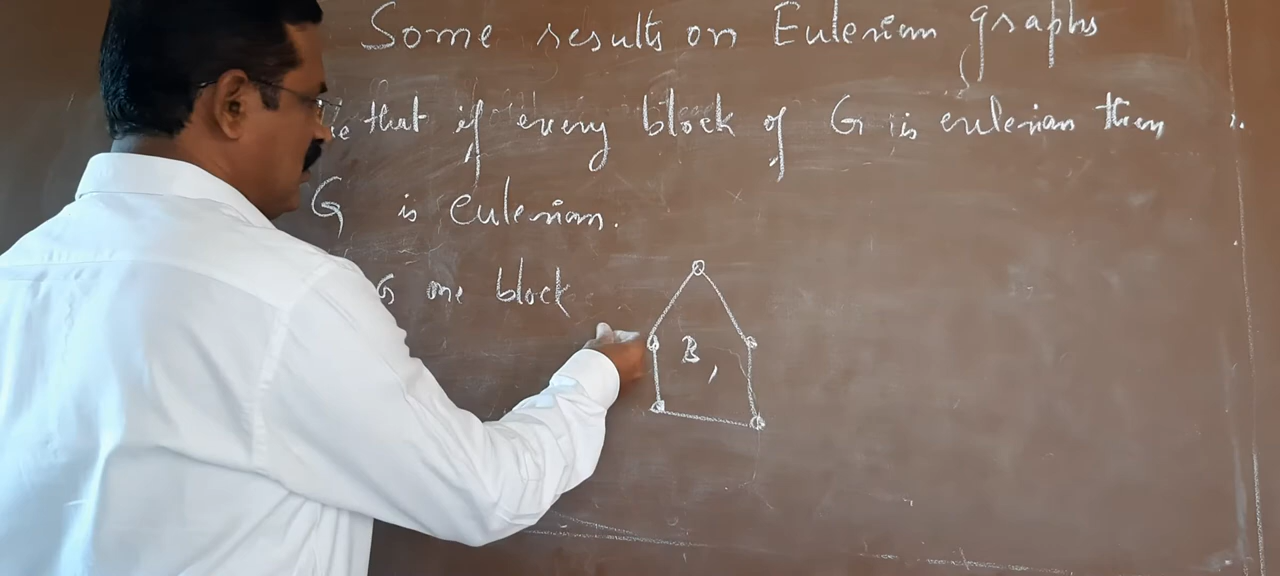 Some results on Eulerian graphs
that if every block of G is eulerian then
G is eulerian.
G one block
B1